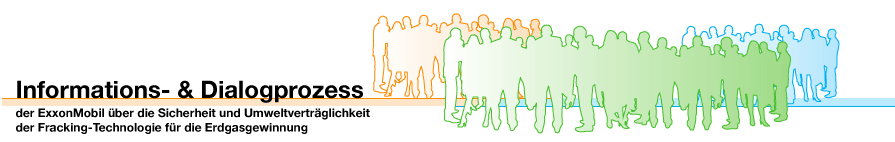 Informations- & Dialogprozess
der ExxonMobil über die Sicherheit und Umweltverträglichkeit
der Fracking-Technologie für die Erdgasgewinnung